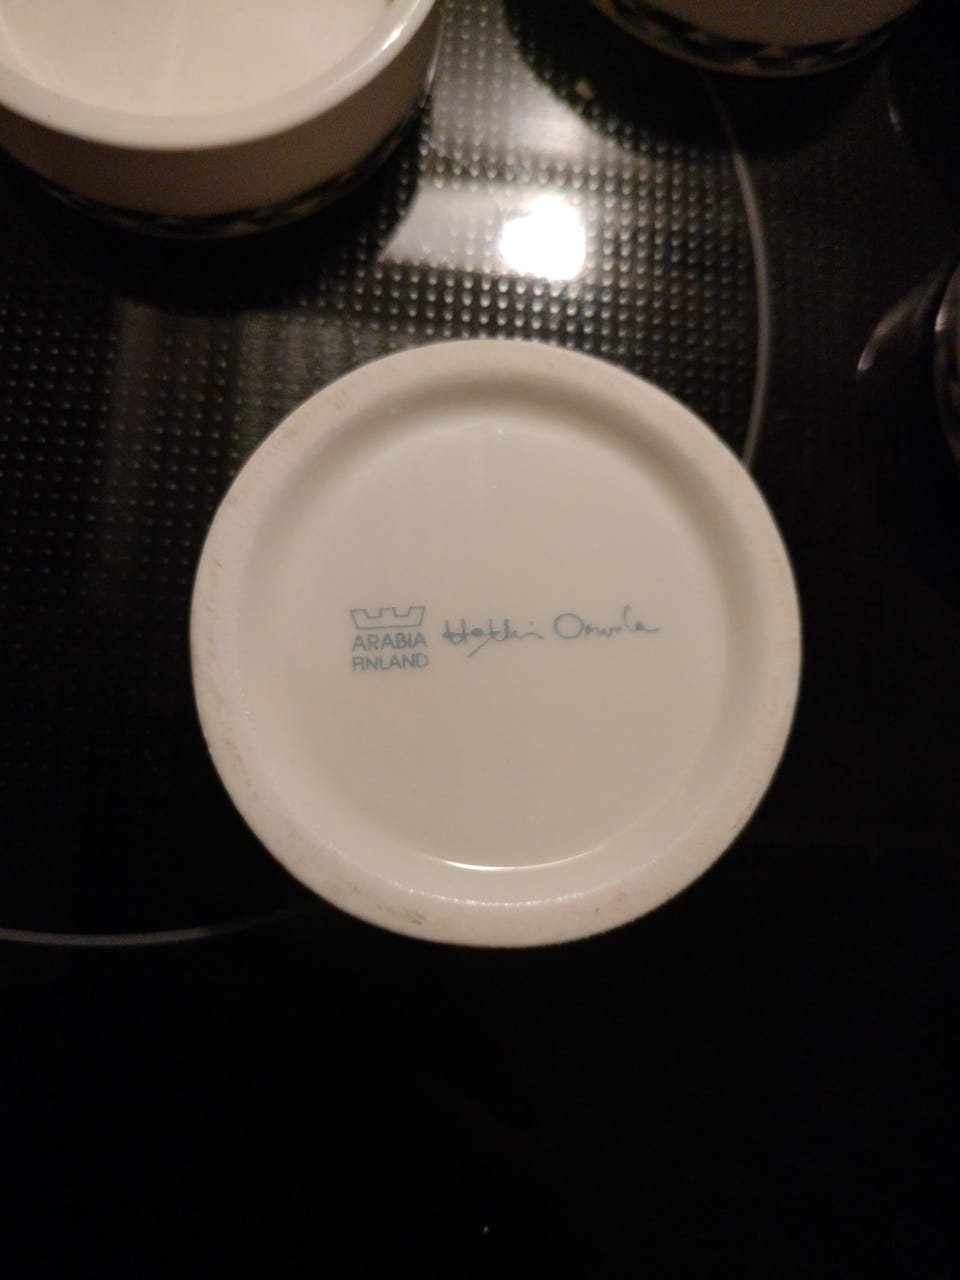 ARABIA
FINLAND
Heikki Orvola